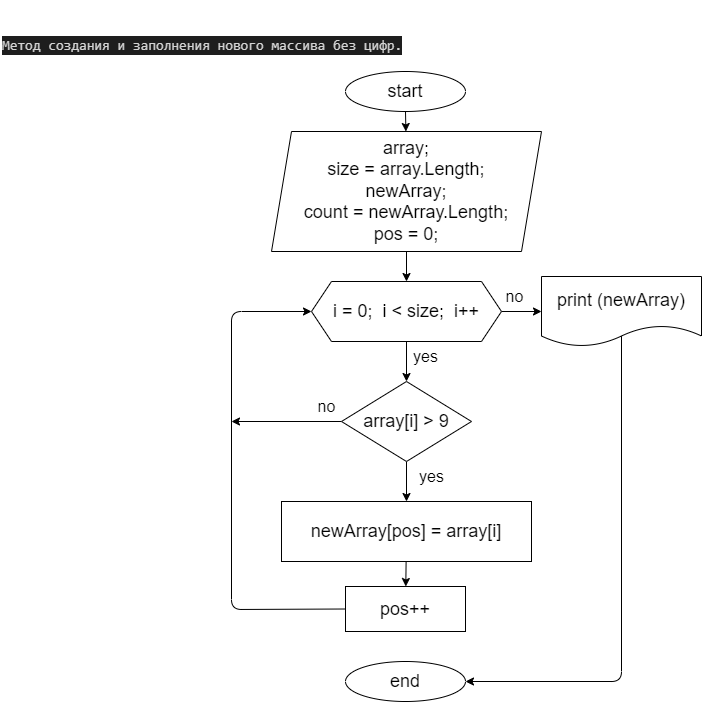 Метод создания и заполнения нового массива без цифр.
start
array;
size = array.Length;
newArray;
count = newArray.Length;
pos = 0;
i = 0;  i < size;  i++
no
print (newArray)
yes
no
array[i] > 9
yes
newArray[pos] = array[i]
pos++
end